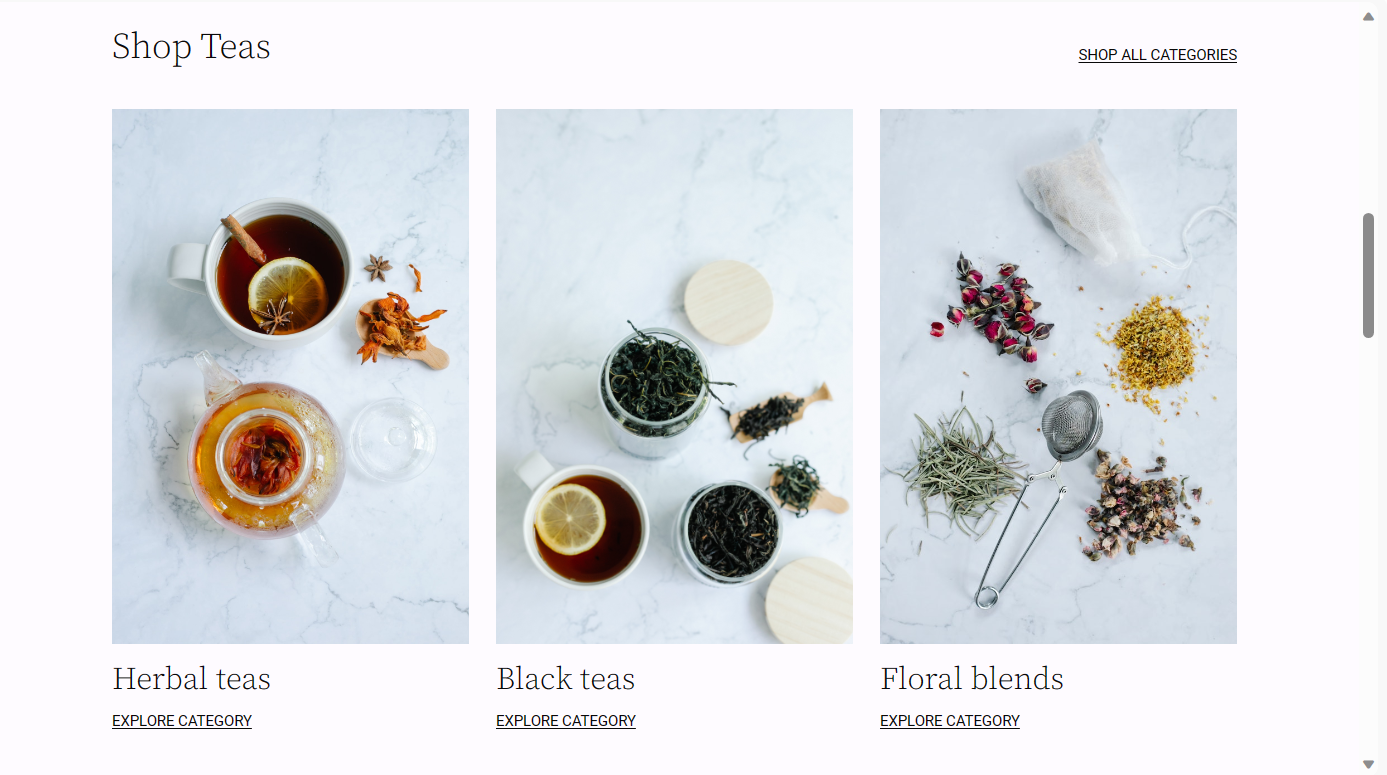 Shop Teas
SHOP ALL CATEGORIES
Herbal teas
Black teas
Floral blends
EXPLORE CATEGORY
EXPLORE CATEGORY
EXPLORE CATEGORY